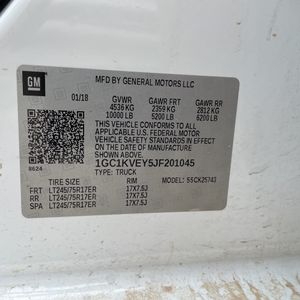 GM
MFD BY GENERAL MOTORS LLC
01/18 GVWR GAWR FRT GAWR RR
4536 KG 2359 KG 2812 KG
10000 LB 5200 LB 6200 LB
THIS VEHICLE CONFORMS TO ALL
APPLICABLE U.S. FEDERAL MOTOR
VEHICLE SAFETY STANDARDS IN
EFFECT ON THE DATE OF
MANUFACTURE SHOWN ABOVE.
1GC1KVEY5JF201045
8624 TYPE: TRUCK
MODEL: 55CK25743
TIRE SIZE RIM
FRT LT245/75R17ER 17X7.5J
RR LT245/75R17ER 17X7.5J
SPA LT245/75R17ER 17X7.5J